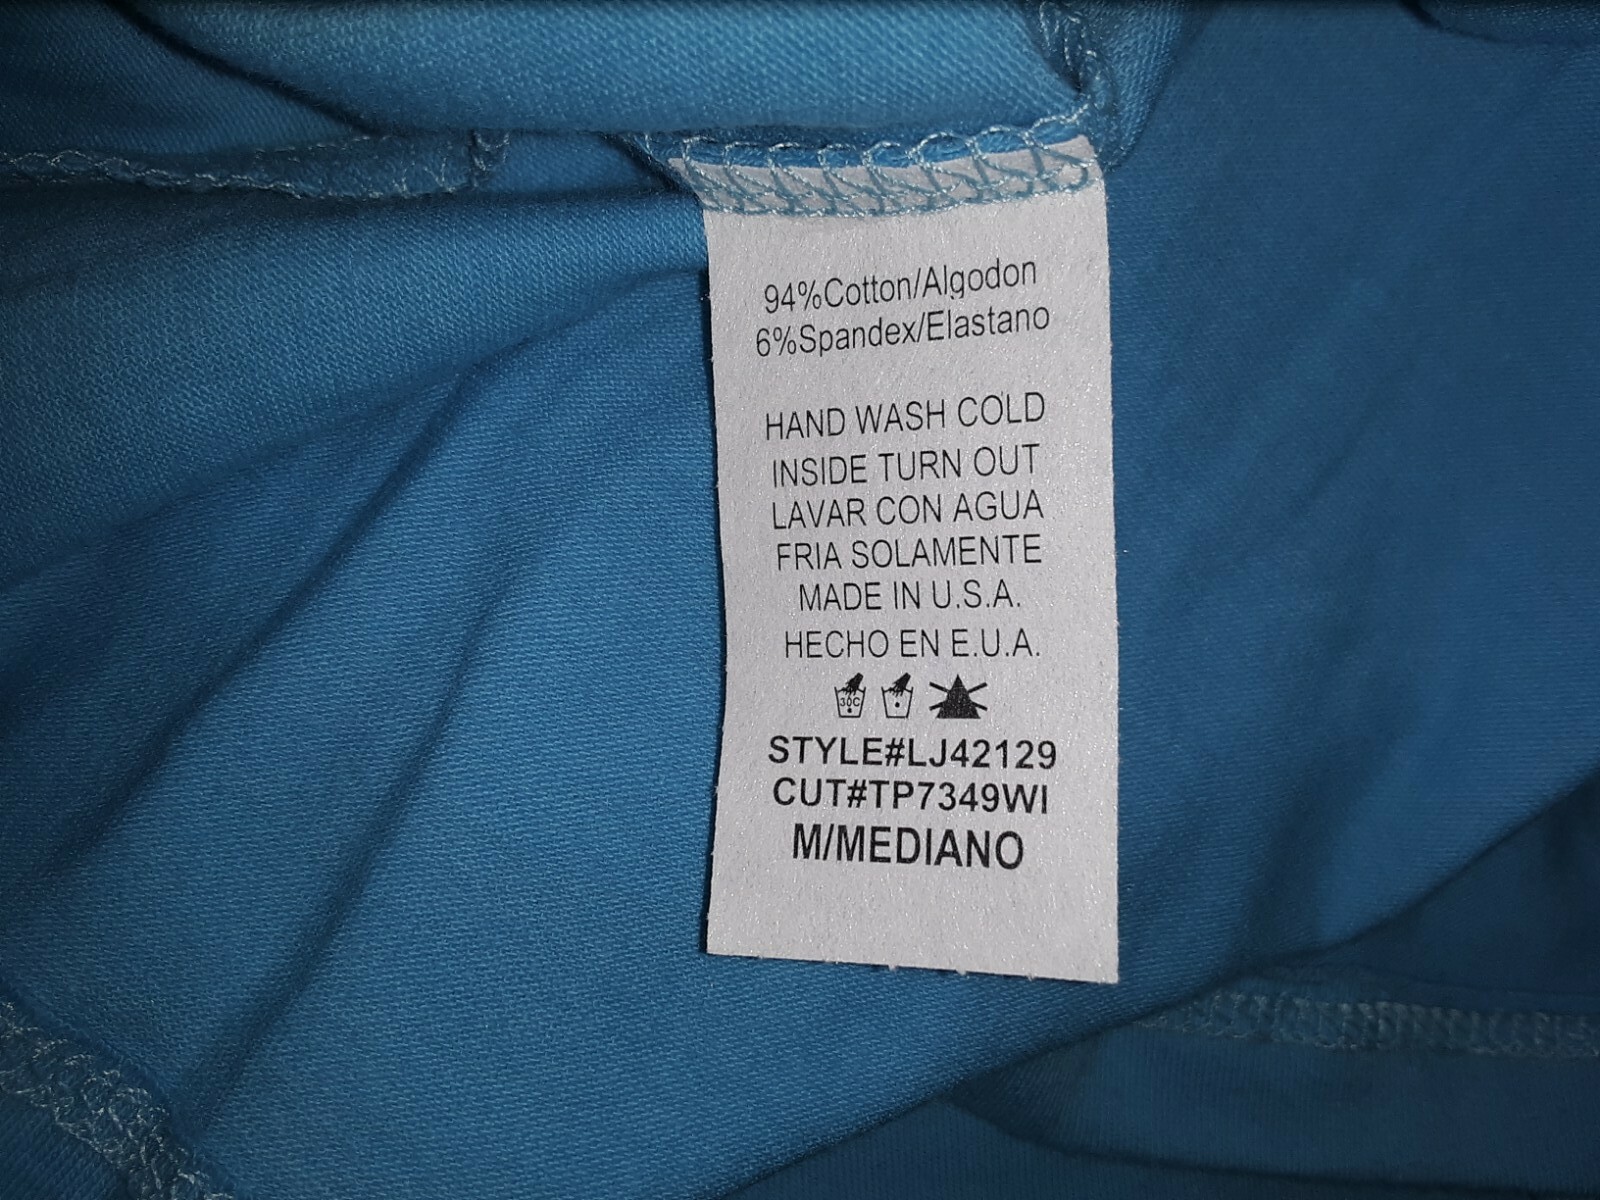 94%Cotton/Algodon
6%Spandex/Elastano
HAND WASH COLD
INSIDE TURN OUT
LAVAR CON AGUA
FRIA SOLAMENTE
MADE IN U.S.A.
HECHO EN E.U.A.
30C
STYLE#LJ42129
CUT#TP7349WI
M/MEDIANO